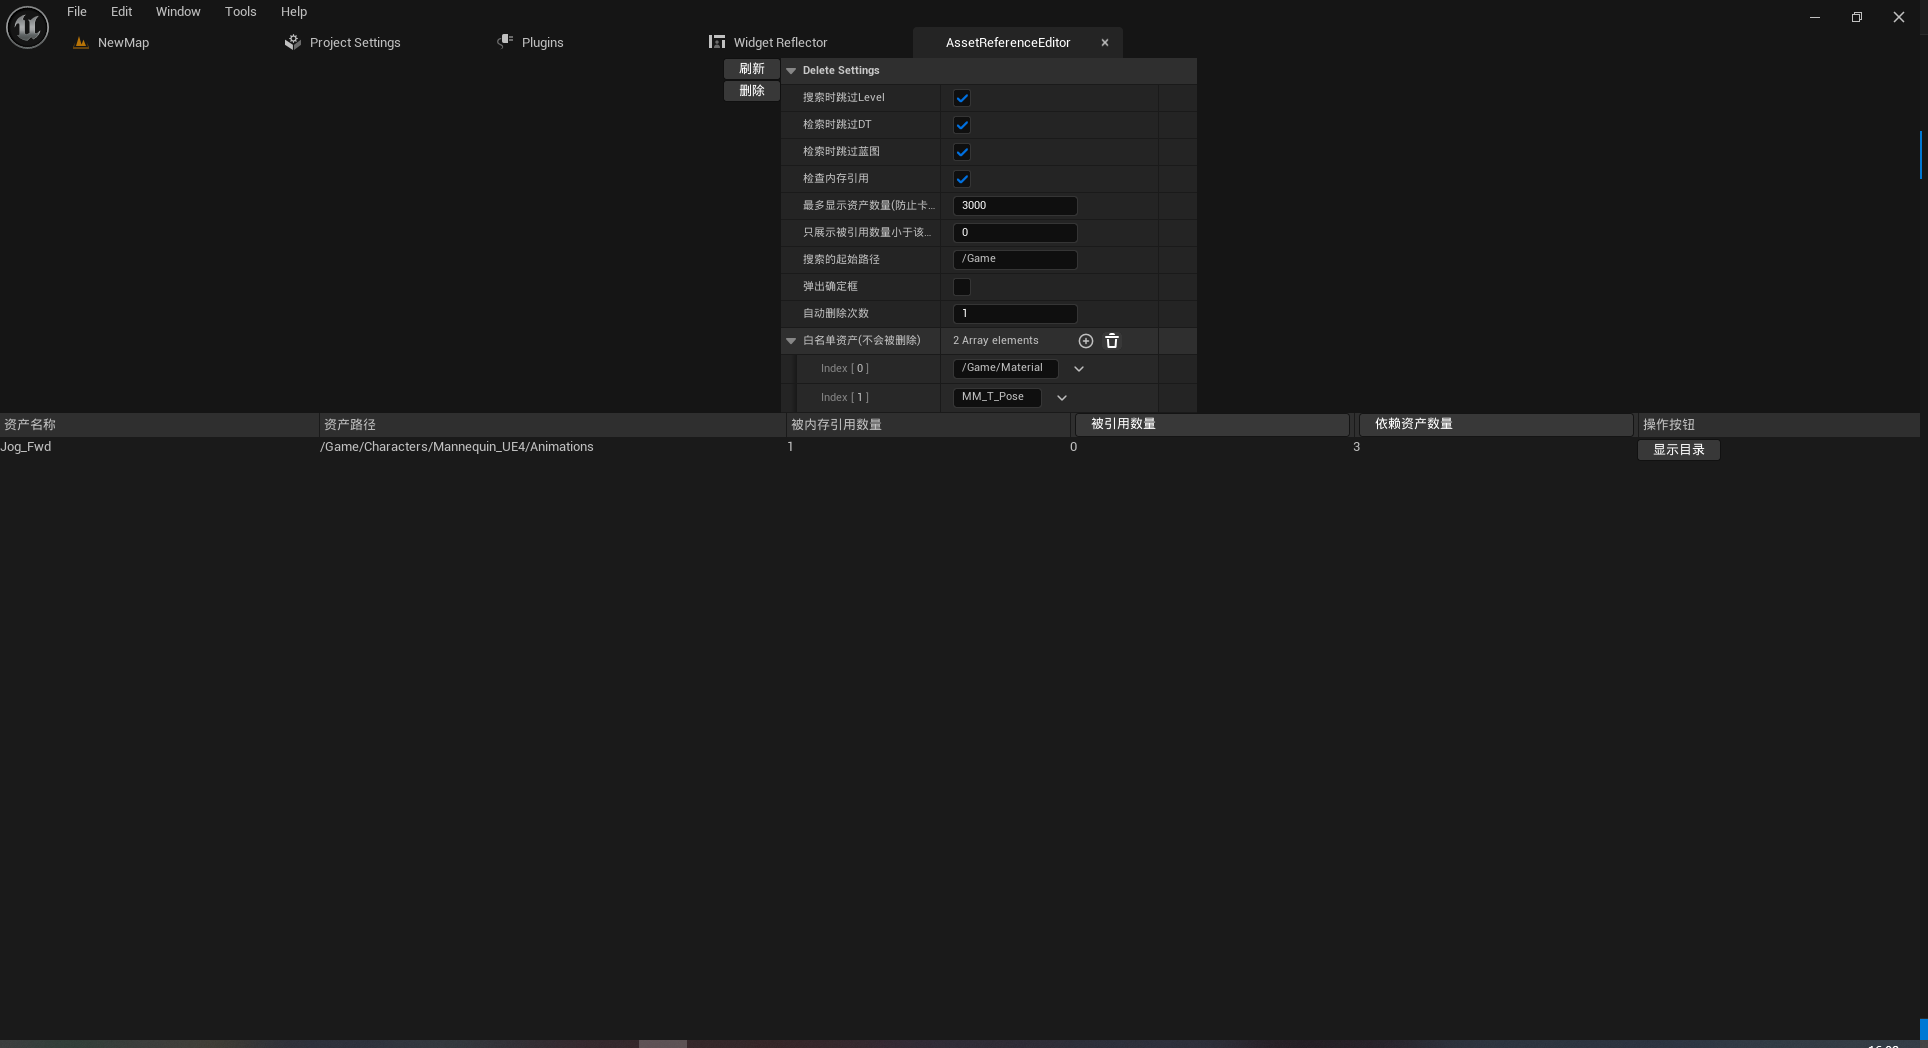 File Edit Window Tools Help
NewMap Project Settings Plugins Widget Reflector AssetReferenceEditor
刷新
删除
Delete Settings
搜索时跳过Level
检索时跳过DT
检索时跳过蓝图
检查内存引用
最多显示资产数量(防止卡... 3000
只展示被引用数量小于该... 0
搜索的起始路径 /Game
弹出确定框
自动删除次数 1
白名单资产(不会被删除) 2 Array elements
Index [ 0 ] /Game/Material
Index [ 1 ] MM_T_Pose
资产名称 资产路径 被内存引用数量 被引用数量 依赖资产数量 操作按钮
Jog_Fwd /Game/Characters/Mannequin_UE4/Animations 1 0 3 显示目录